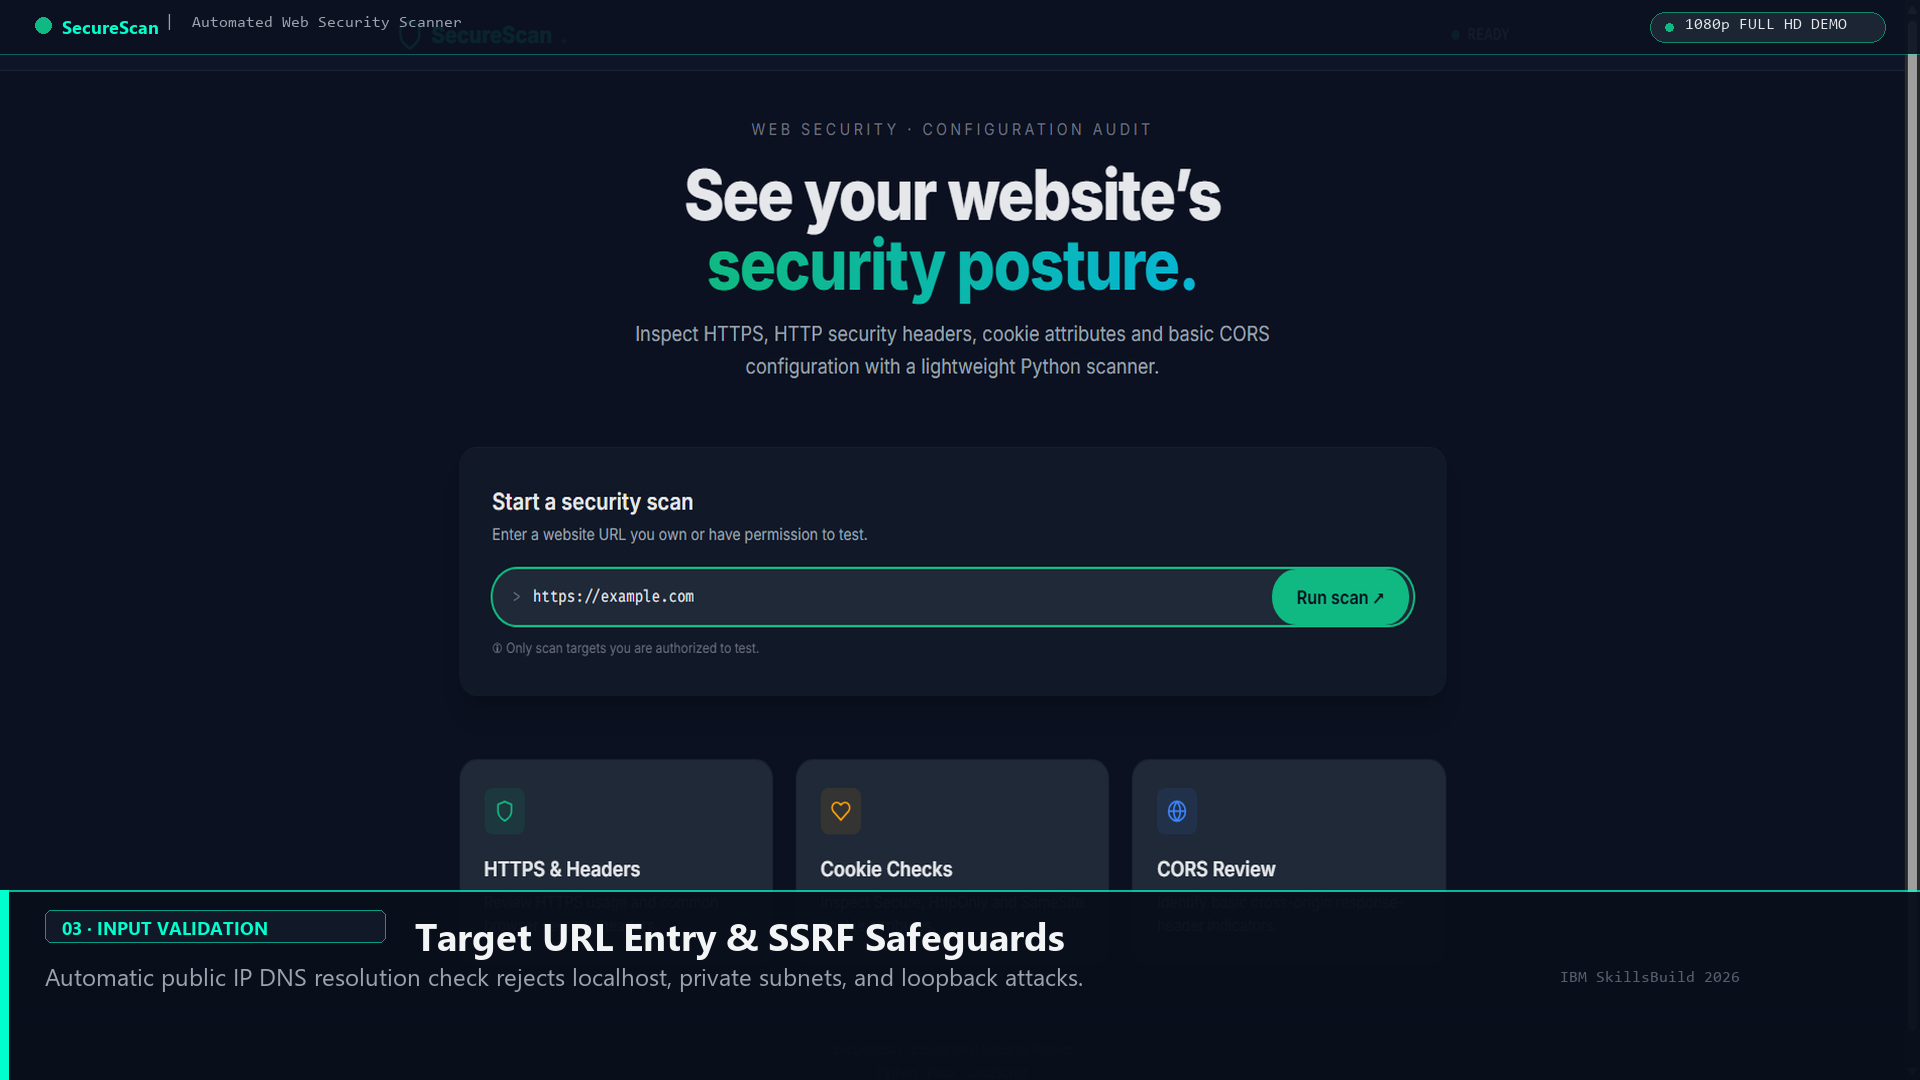 SecureScan | Automated Web Security Scanner
1080p FULL HD DEMO
SecureScan
READY
WEB SECURITY · CONFIGURATION AUDIT
See your website’s
security posture.
Inspect HTTPS, HTTP security headers, cookie attributes and basic CORS
configuration with a lightweight Python scanner.
Start a security scan
Enter a website URL you own or have permission to test.
> https://example.com
Run scan ↗
① Only scan targets you are authorized to test.
HTTPS & Headers
Cookie Checks
CORS Review
03 · INPUT VALIDATION
Target URL Entry & SSRF Safeguards
Automatic public IP DNS resolution check rejects localhost, private subnets, and loopback attacks.
IBM SkillsBuild 2026